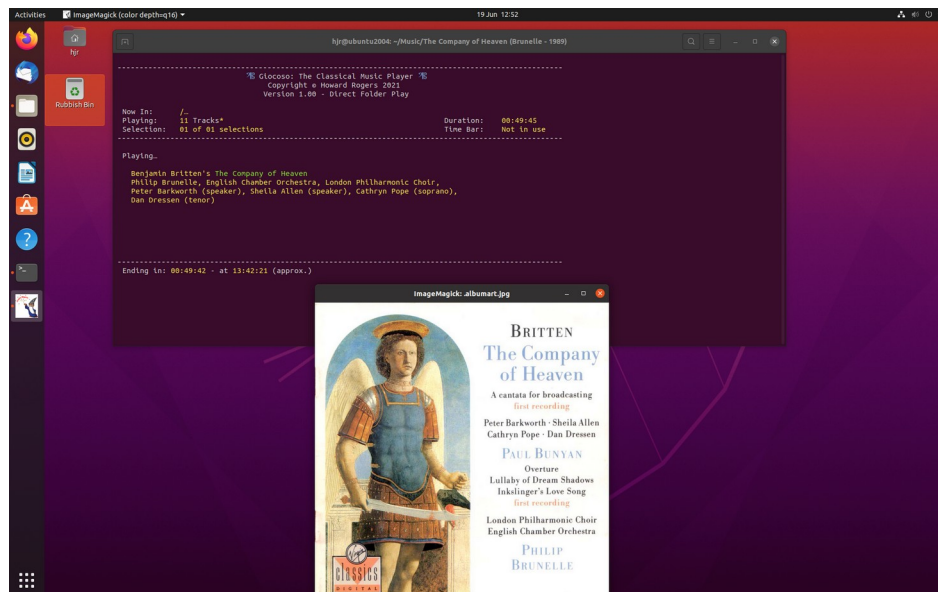 Activities
ImageMagick (color depth=q16)
19 Jun 12:52
hjr
Rubbish Bin
hjr@ubuntu2004: ~/Music/The Company of Heaven (Brunelle - 1989)
Giocoso: The Classical Music Player
Copyright © Howard Rogers 2021
Version 1.00 - Direct Folder Play
Now In: /…
Playing: 11 Tracks* Duration: 00:49:45
Selection: 01 of 01 selections Time Bar: Not in use
Playing…
Benjamin Britten's The Company of Heaven
Philip Brunelle, English Chamber Orchestra, London Philharmonic Choir,
Peter Barkworth (speaker), Sheila Allen (speaker), Cathryn Pope (soprano),
Dan Dressen (tenor)
Ending in: 00:49:42 - at 13:42:21 (approx.)
ImageMagick: .albumart.jpg
BRITTEN
The Company
of Heaven
A cantata for broadcasting
first recording
Peter Barkworth · Sheila Allen
Cathryn Pope · Dan Dressen
PAUL BUNYAN
Overture
Lullaby of Dream Shadows
Inkslinger's Love Song
first recording
London Philharmonic Choir
English Chamber Orchestra
PHILIP
BRUNELLE
Virgin
classics
DIGITAL